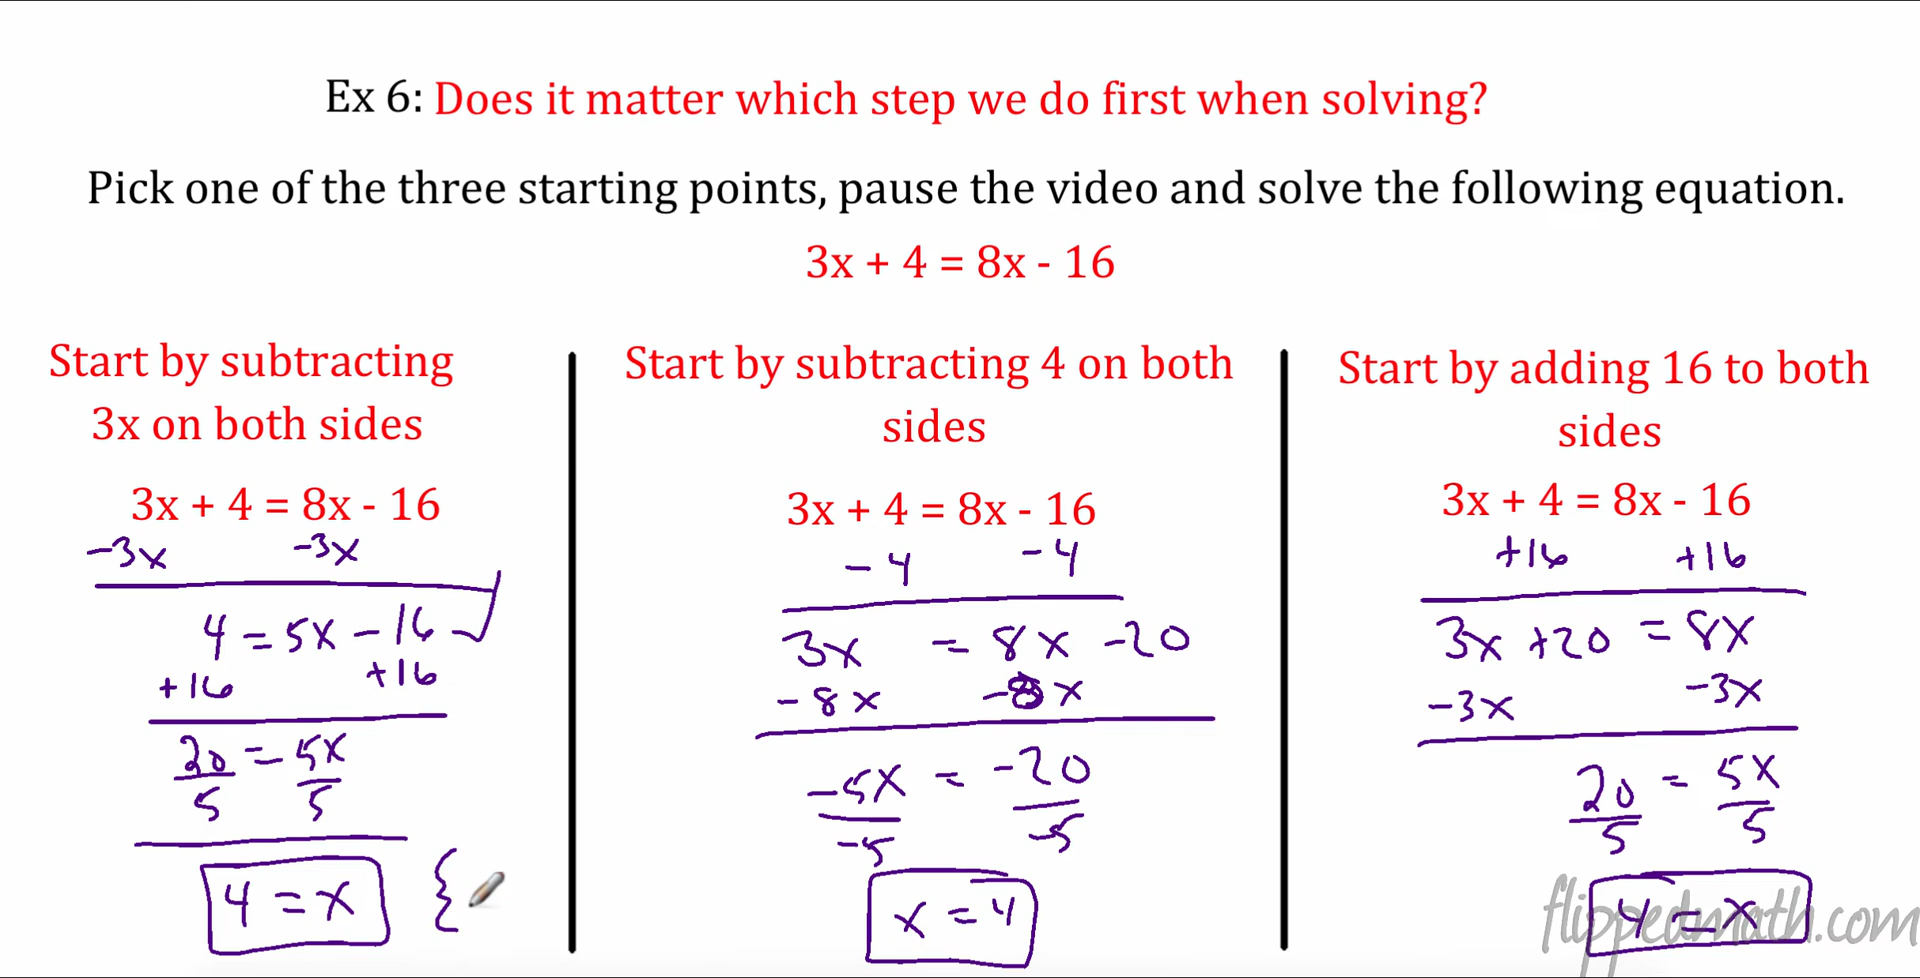 Ex 6: Does it matter which step we do first when solving?
Pick one of the three starting points, pause the video and solve the following equation.
3x + 4 = 8x - 16
Start by subtracting
3x on both sides
3x + 4 = 8x - 16
-3x -3x
4 = 5x - 16
+16 +16
20 = 5x
5 5
4 = x {
Start by subtracting 4 on both
sides
3x + 4 = 8x - 16
-4 -4
3x = 8x - 20
-8x -8x
-5x = -20
-5 -5
x = 4
Start by adding 16 to both
sides
3x + 4 = 8x - 16
+16 +16
3x + 20 = 8x
-3x -3x
20 = 5x
5 5
4 = x
flippedmath.com